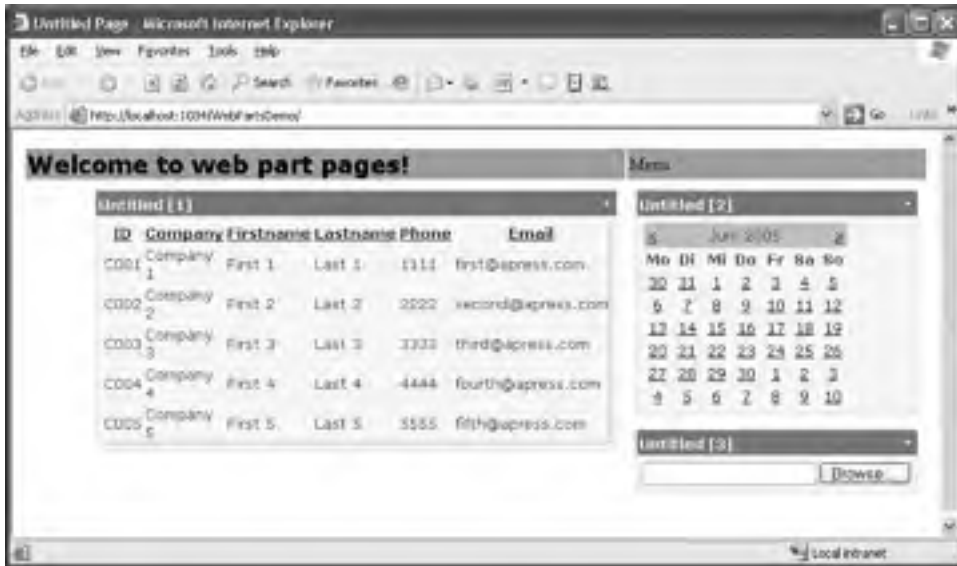 Untitled Page - Microsoft Internet Explorer
File Edit View Favorites Tools Help
Search Favorites
Address http://localhost:1034/WebPartsDemo/ Go Links
Welcome to web part pages!
Menu
Untitled [1]
ID Company Firstname Lastname Phone Email
C001 Company 1 First 1 Last 1 1111 first@apress.com
C002 Company 2 First 2 Last 2 2222 second@apress.com
C003 Company 3 First 3 Last 3 3333 third@apress.com
C004 Company 4 First 4 Last 4 4444 fourth@apress.com
C005 Company 5 First 5 Last 5 5555 fifth@apress.com
Untitled [2]
< Juni 2005 >
Mo Di Mi Do Fr Sa So
30 31 1 2 3 4 5
6 7 8 9 10 11 12
13 14 15 16 17 18 19
20 21 22 23 24 25 26
27 28 29 30 1 2 3
4 5 6 7 8 9 10
Untitled [3]
Browse...
Local intranet